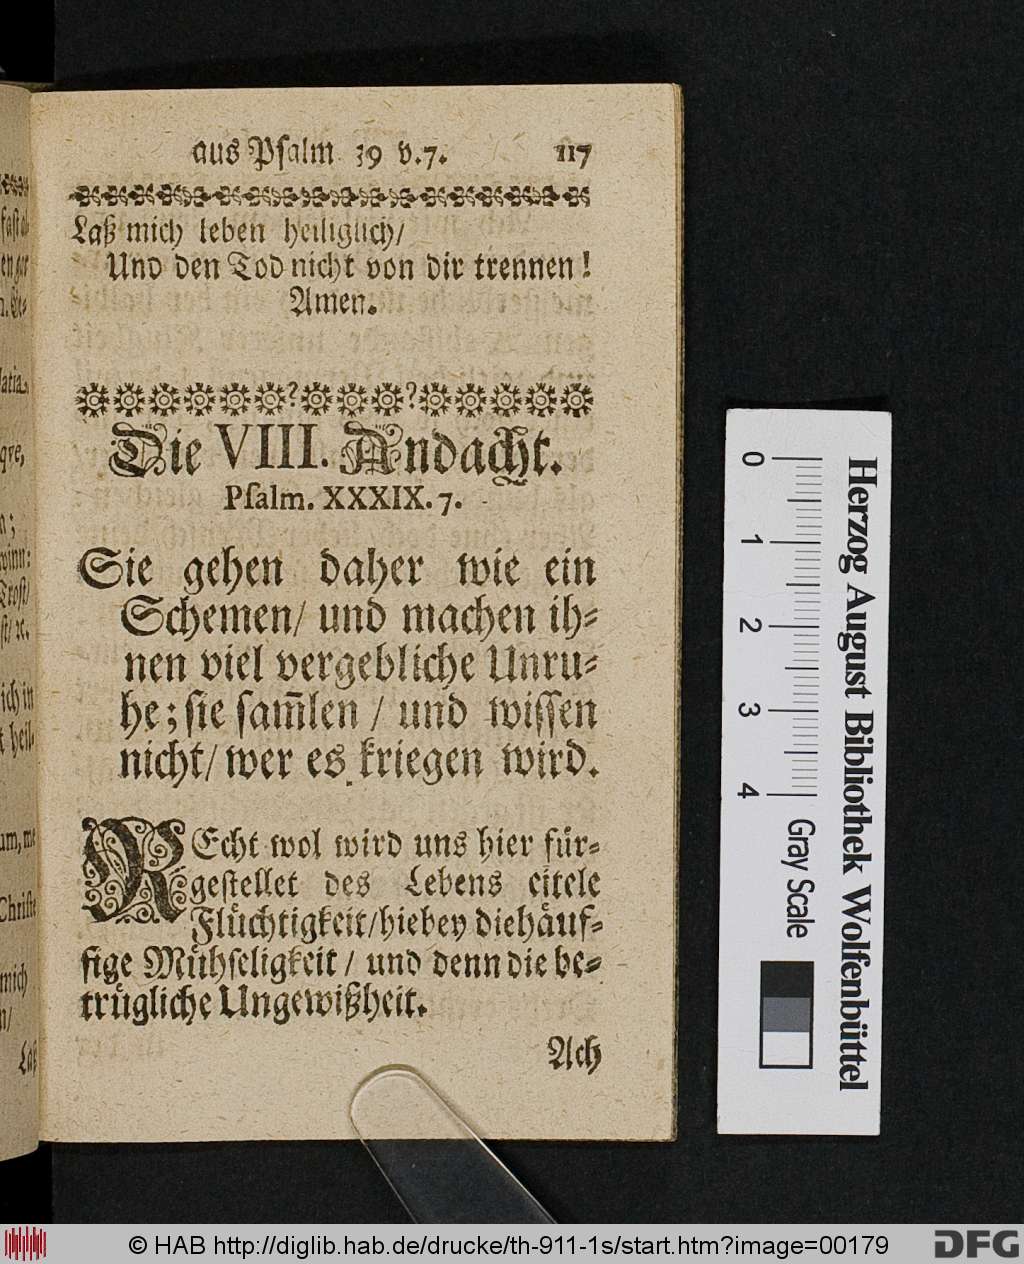 aus Psalm 39 v.7. 117
Laß mich leben heiliglich/
Und den Tod nicht von dir trennen!
Amen.
Die VIII. Andacht.
Psalm. XXXIX. 7.
Sie gehen daher wie ein
Schemen/ und machen ih⸗
nen viel vergebliche Unru⸗
he; sie sam̄len / und wissen
nicht/ wer es kriegen wird.
REcht wol wird uns hier für⸗
gestellet des Lebens eitele
Flüchtigkeit/hiebey die häuf⸗
fige Mühseligkeit / und denn die be⸗
trügliche Ungewißheit.
Ach
0
1
2
3
4
Gray Scale
Herzog August Bibliothek Wolfenbüttel
© HAB http://diglib.hab.de/drucke/th-911-1s/start.htm?image=00179
DFG